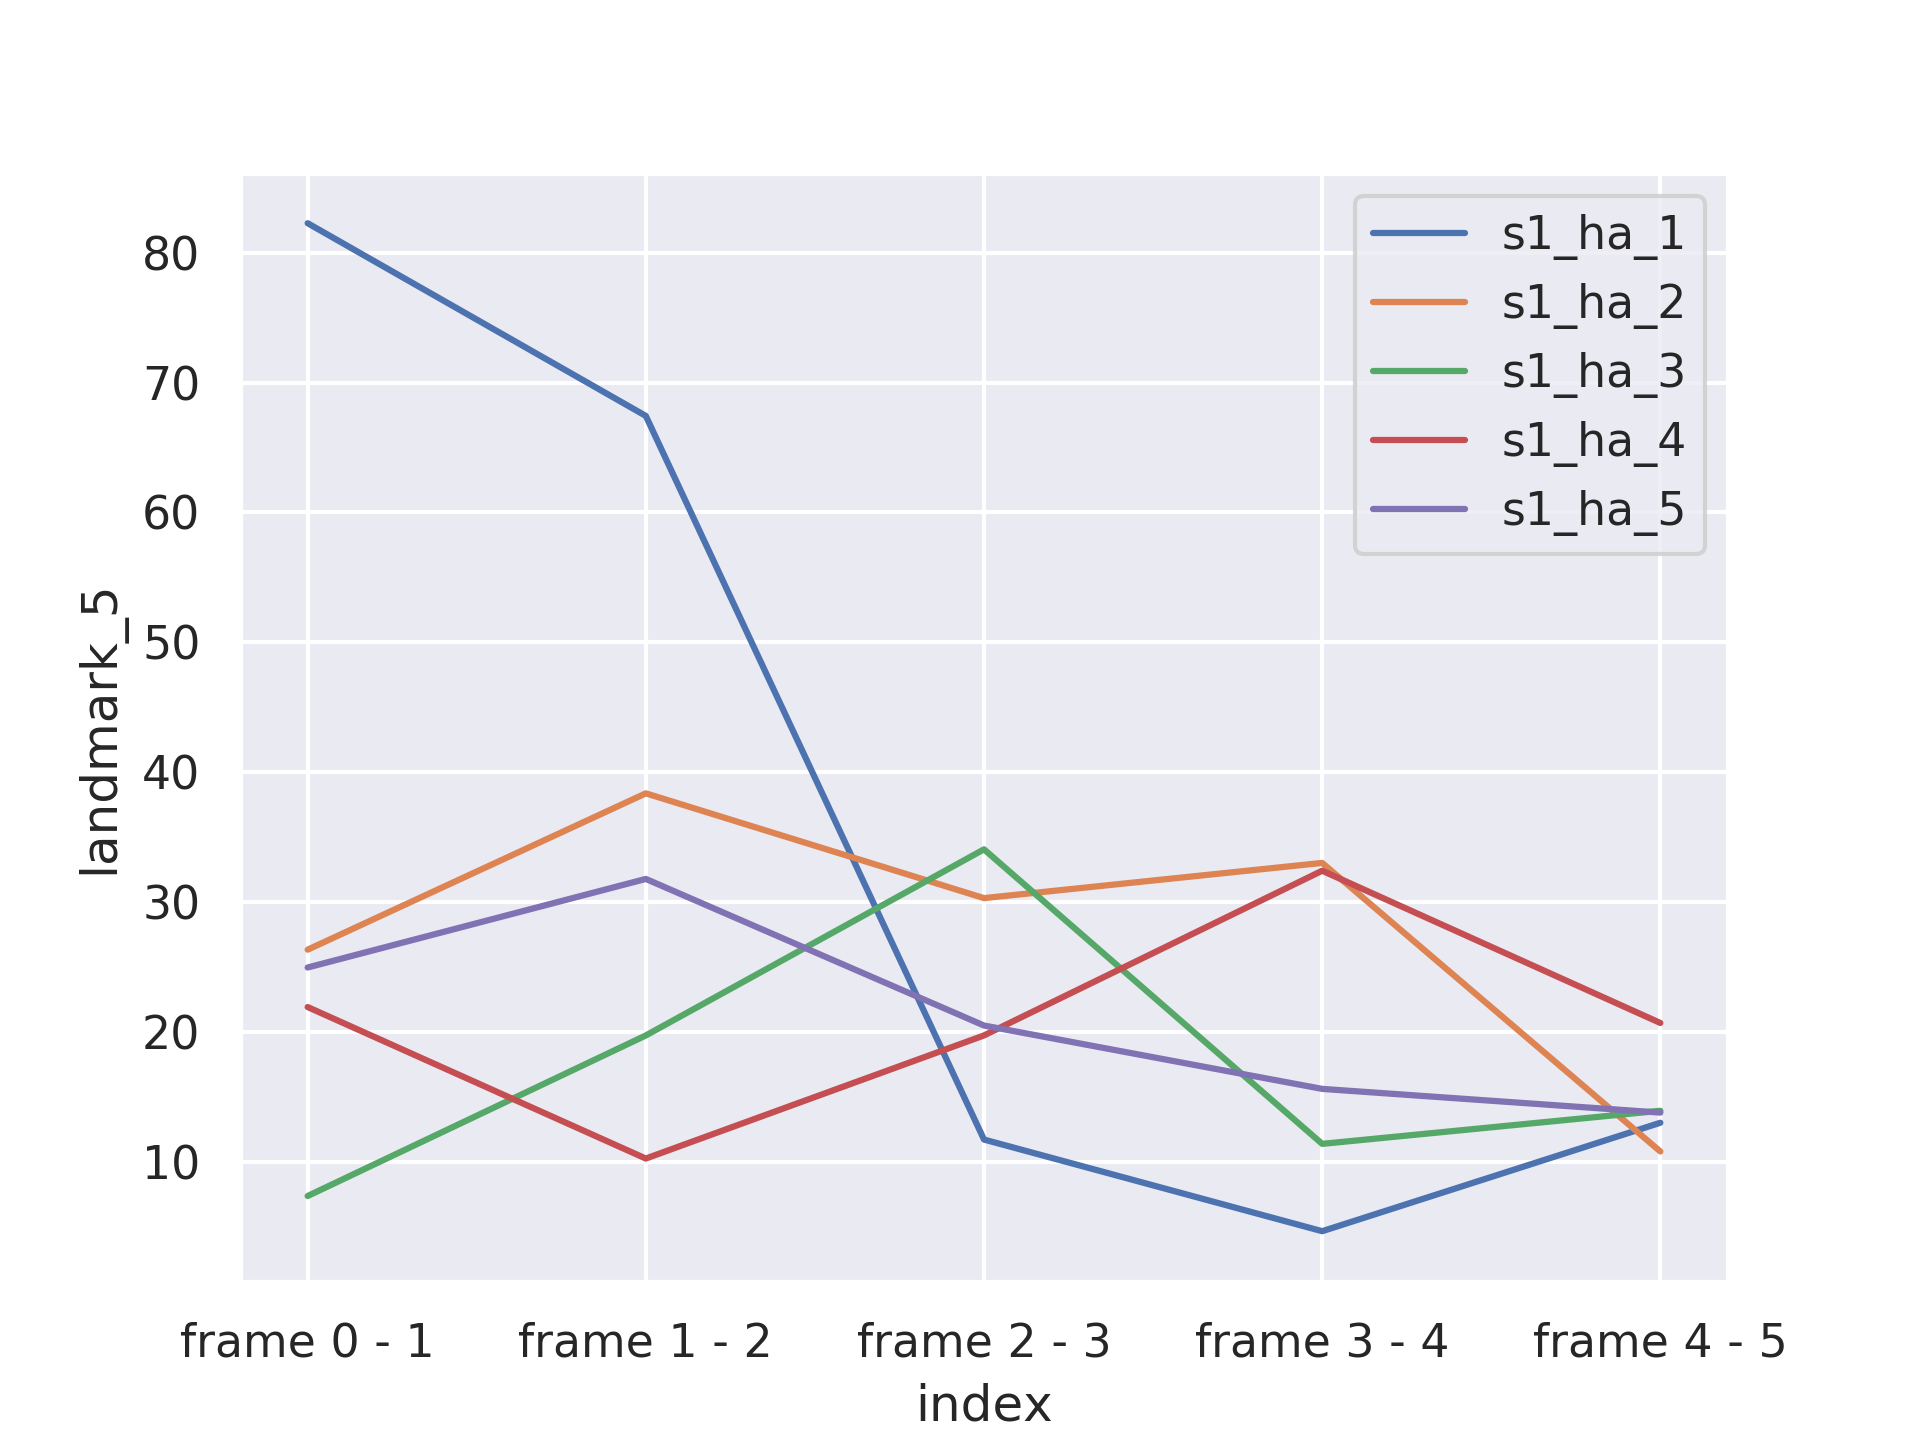 s1_ha_1
s1_ha_2
s1_ha_3
s1_ha_4
s1_ha_5
80
70
60
50
40
30
20
10
landmark_5
frame 0 - 1
frame 1 - 2
frame 2 - 3
frame 3 - 4
frame 4 - 5
index